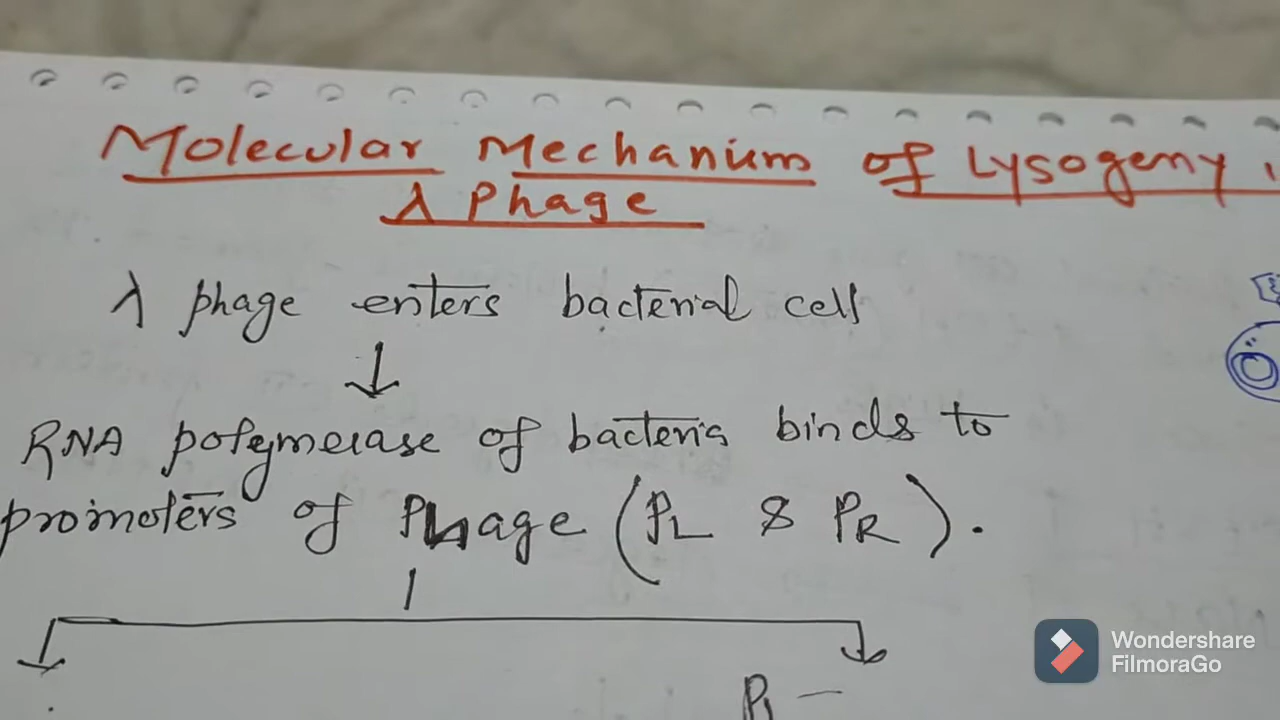 Molecular Mechanism of Lysogeny
λ Phage
λ phage enters bacterial cell
↓
RNA polymerase of bacteria binds to
promoters of Phage (PL & PR).
Wondershare
FilmoraGo